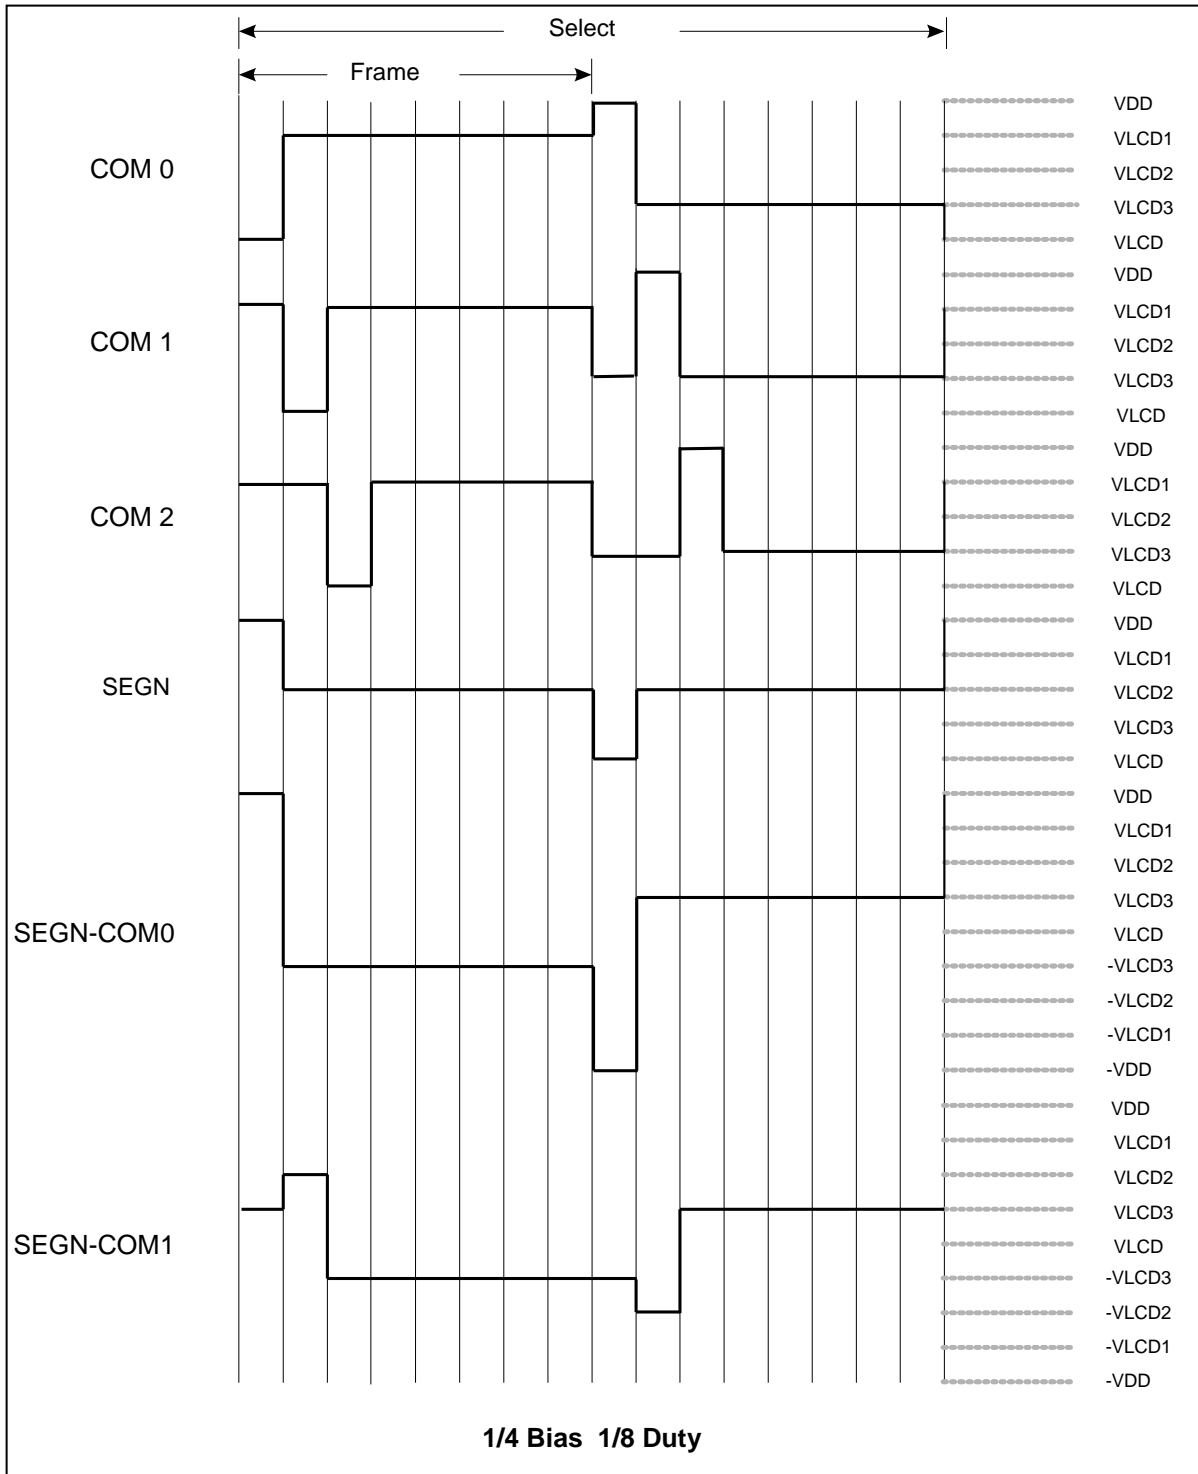 Select
Frame
COM 0
VDD
VLCD1
VLCD2
VLCD3
VLCD
COM 1
VDD
VLCD1
VLCD2
VLCD3
VLCD
COM 2
VDD
VLCD1
VLCD2
VLCD3
VLCD
SEGN
VDD
VLCD1
VLCD2
VLCD3
VLCD
SEGN-COM0
VDD
VLCD1
VLCD2
VLCD3
VLCD
-VLCD3
-VLCD2
-VLCD1
-VDD
SEGN-COM1
VDD
VLCD1
VLCD2
VLCD3
VLCD
-VLCD3
-VLCD2
-VLCD1
-VDD
1/4 Bias 1/8 Duty